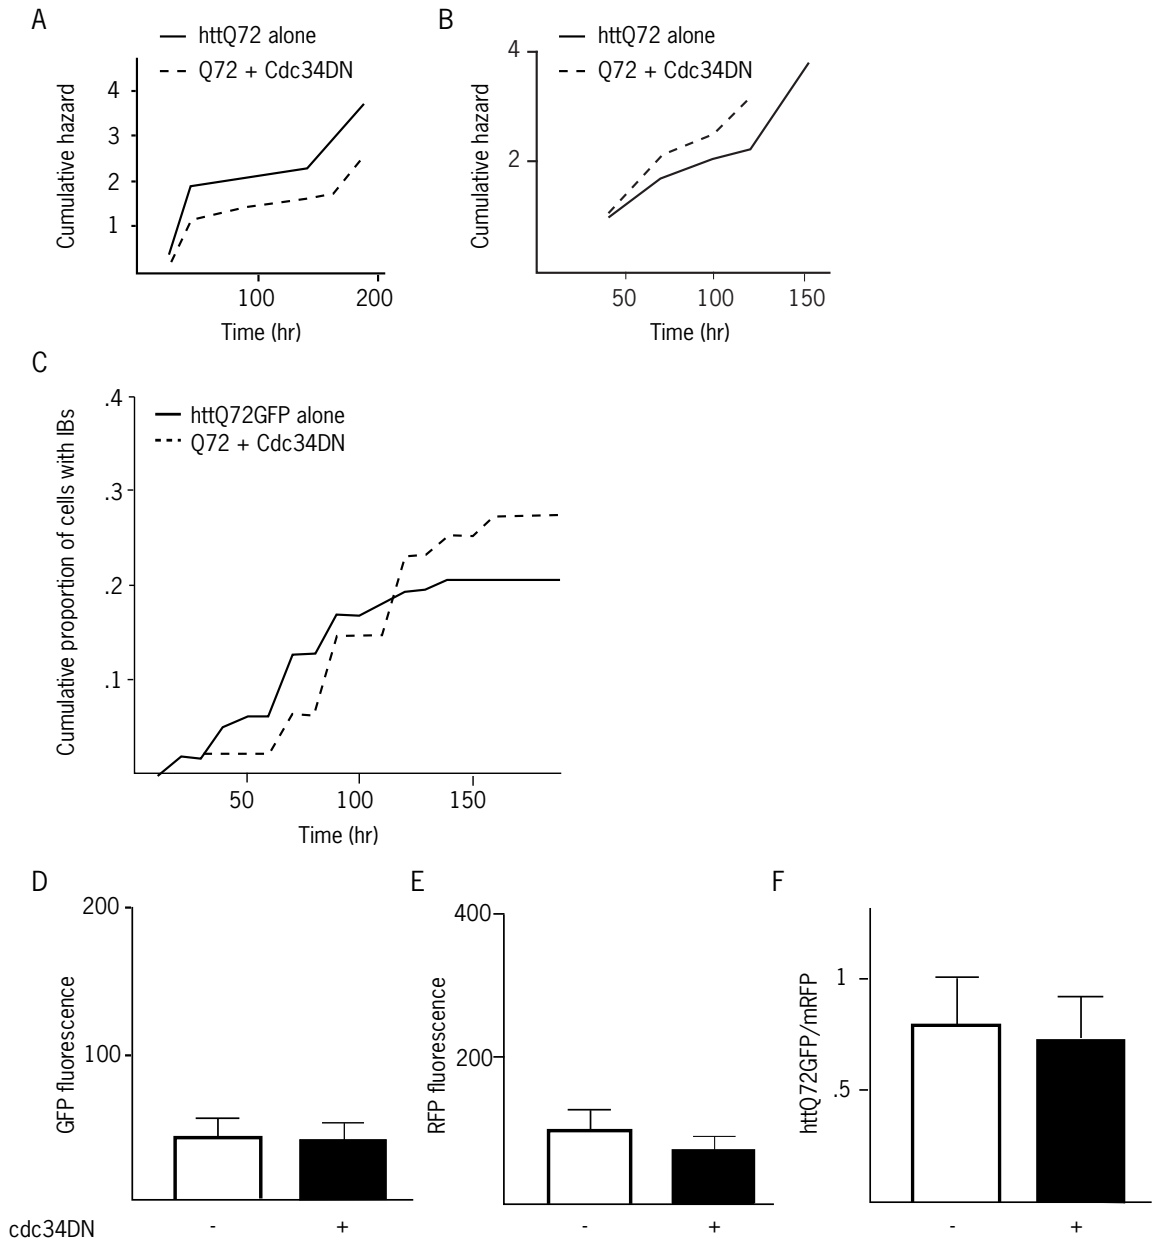 A
httQ72 alone
Q72 + Cdc34DN
Cumulative hazard
4
3
2
1
100
200
Time (hr)
B
httQ72 alone
Q72 + Cdc34DN
Cumulative hazard
4
2
50
100
150
Time (hr)
C
httQ72GFP alone
Q72 + Cdc34DN
Cumulative proportion of cells with IBs
.4
.3
.2
.1
50
100
150
Time (hr)
D
GFP fluorescence
200
100
cdc34DN
-
+
E
RFP fluorescence
400
200
-
+
F
httQ72GFP/mRFP
1
.5
-
+